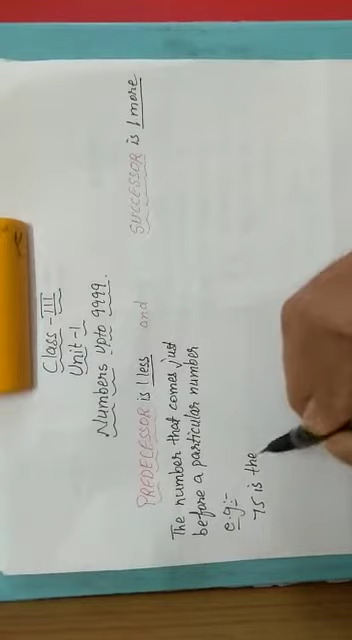 Class - III
Unit - 1
Numbers upto 9999.
PREDECESSOR is 1 less and SUCCESSOR is 1 more
The number that comes just
before a particular number
e.g:-
75 is the